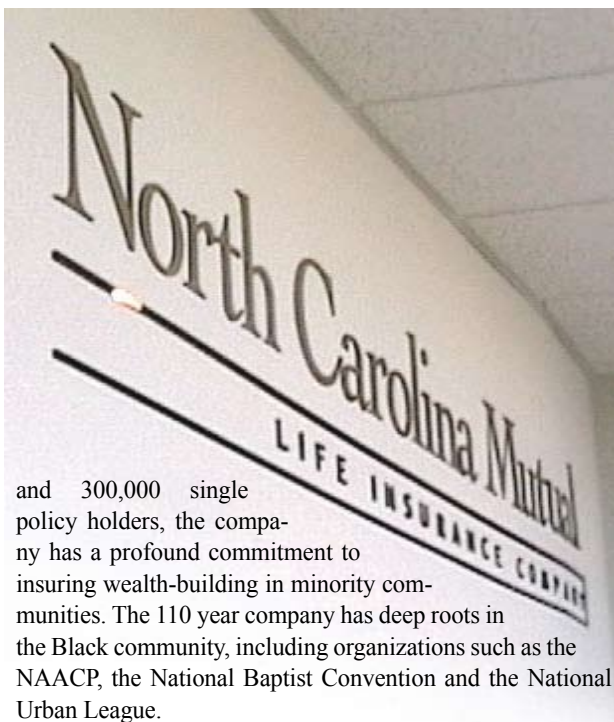 North Carolina Mutual
LIFE INSURANCE COMPANY
and 300,000 single
policy holders, the compa-
ny has a profound commitment to
insuring wealth-building in minority com-
munities. The 110 year company has deep roots in
the Black community, including organizations such as the
NAACP, the National Baptist Convention and the National
Urban League.